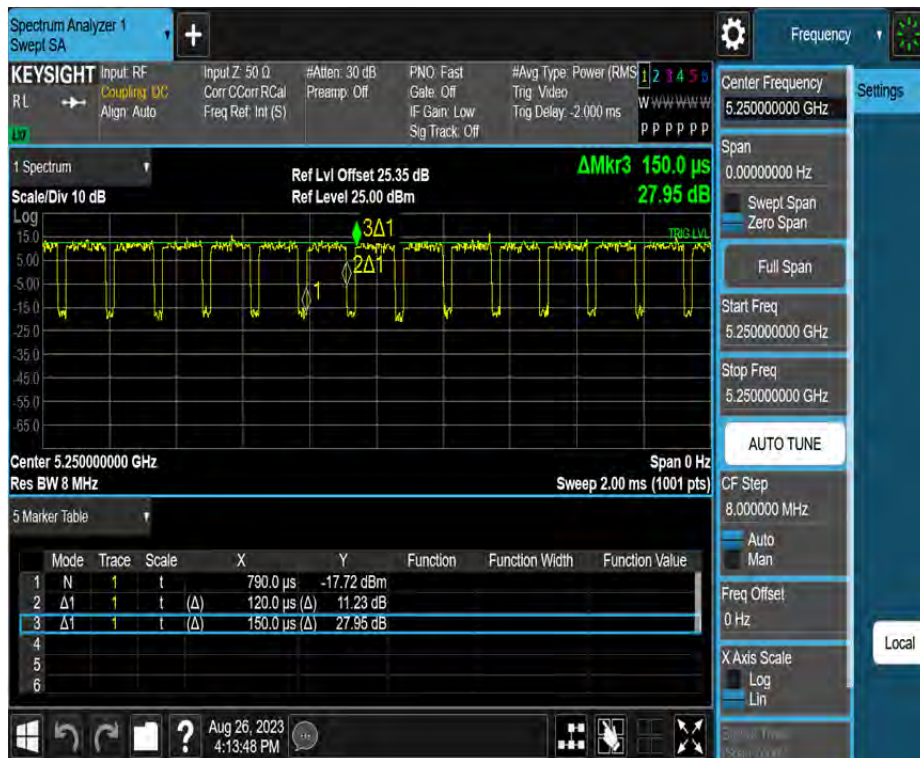 Spectrum Analyzer 1
Swept SA
+
Frequency
KEYSIGHT
RL
LXI
Input: RF
Coupling: DC
Align: Auto
Input Z: 50 Ω
Corr CCorr RCal
Freq Ref: Int (S)
#Atten: 30 dB
Preamp: Off
PNO: Fast
Gate: Off
IF Gain: Low
Sig Track: Off
#Avg Type: Power (RMS
Trig: Video
Trig Delay: -2.000 ms
1 2 3 4 5 6
W W W W W W
P P P P P P
1 Spectrum
Scale/Div 10 dB
Ref Lvl Offset 25.35 dB
Ref Level 25.00 dBm
ΔMkr3 150.0 µs
27.95 dB
Log
15.0
5.00
-5.00
-15.0
-25.0
-35.0
-45.0
-55.0
-65.0
3Δ1
2Δ1
1
TRIG LVL
Center 5.250000000 GHz
Res BW 8 MHz
Span 0 Hz
Sweep 2.00 ms (1001 pts)
5 Marker Table
Mode Trace Scale X Y Function Function Width Function Value
1 N 1 t 790.0 µs -17.72 dBm
2 Δ1 1 t (Δ) 120.0 µs (Δ) 11.23 dB
3 Δ1 1 t (Δ) 150.0 µs (Δ) 27.95 dB
4
5
6
Aug 26, 2023
4:13:48 PM
?
Center Frequency
5.250000000 GHz
Span
0.00000000 Hz
Swept Span
Zero Span
Full Span
Start Freq
5.250000000 GHz
Stop Freq
5.250000000 GHz
AUTO TUNE
CF Step
8.000000 MHz
Auto
Man
Freq Offset
0 Hz
X Axis Scale
Log
Lin
Settings
Local